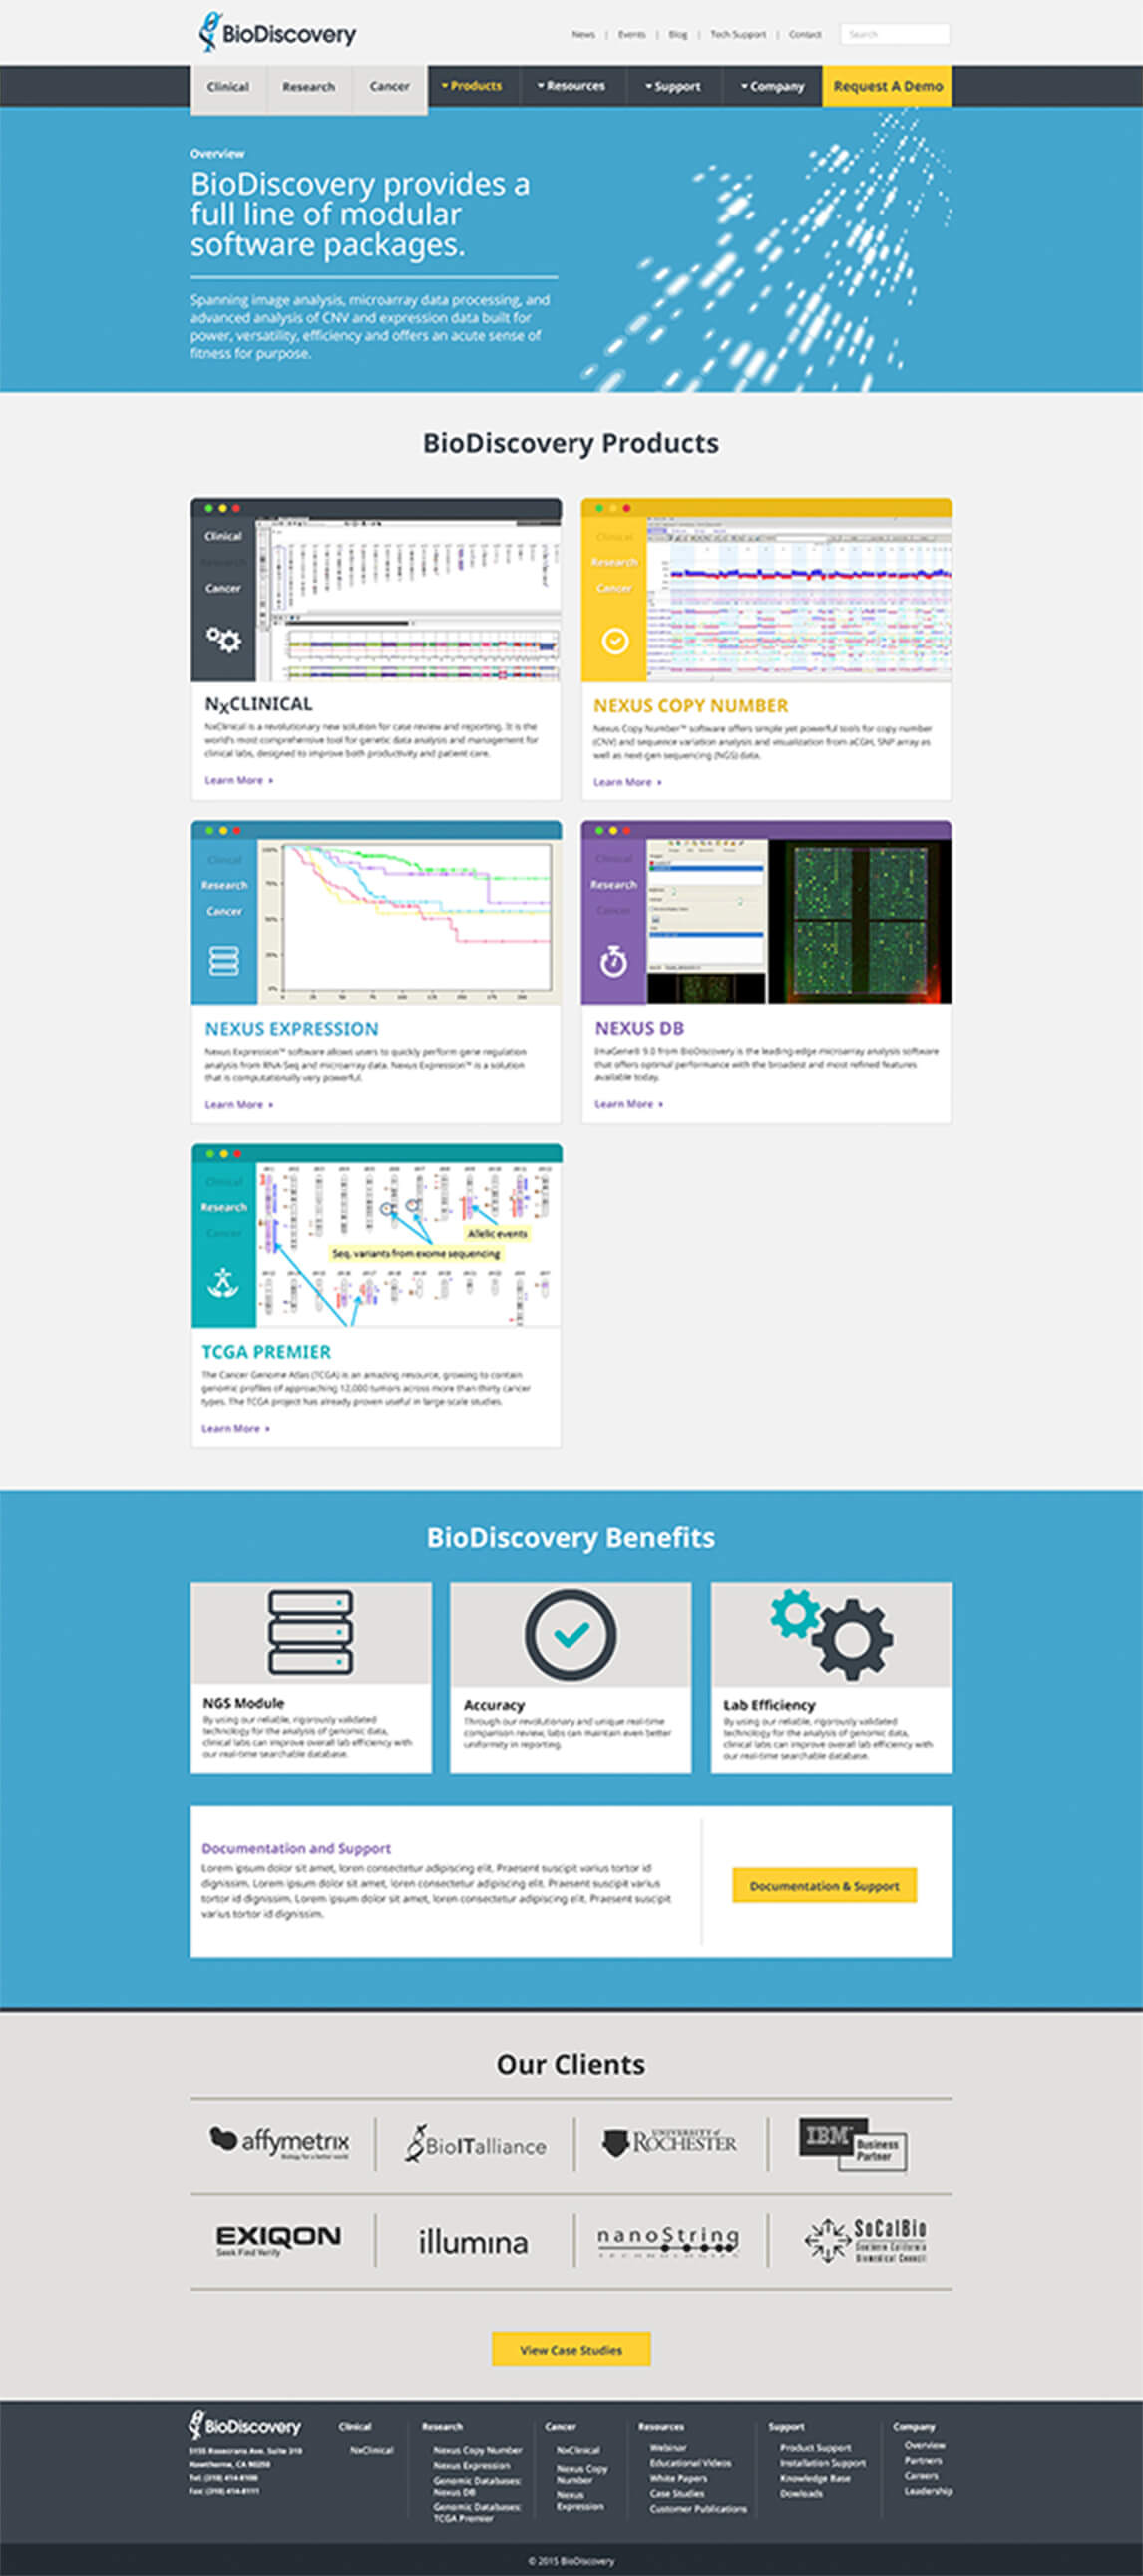 BioDiscovery
News | Events | Blog | Tech Support | Contact
Search
Clinical
Research
Cancer
Products
Resources
Support
Company
Request A Demo
Overview
BioDiscovery provides a
full line of modular
software packages.
Spanning image analysis, microarray data processing, and
advanced analysis of CNV and expression data built for
power, versatility, efficiency and offers an acute sense of
fitness for purpose.
BioDiscovery Products
Clinical
Research
Cancer
NxCLINICAL
NxClinical is a revolutionary new solution for case review and reporting. It is the
world's most comprehensive tool for genetic data analysis and management for
clinical labs, designed to improve both productivity and patient care.
Learn More
Clinical
Research
Cancer
NEXUS COPY NUMBER
Nexus Copy Number™ software offers simple yet powerful tools for copy number
(CNV) and sequence variation analysis and visualization from aCGH, SNP array as
well as next-gen sequencing (NGS) data.
Learn More
Clinical
Research
Cancer
NEXUS EXPRESSION
Nexus Expression™ software allows users to quickly perform gene regulation
analysis from RNA-Seq and microarray data. Nexus Expression™ is a solution
that is computationally very powerful.
Learn More
Clinical
Research
Cancer
NEXUS DB
ImaGene® 9.0 from BioDiscovery is the leading-edge microarray analysis software
that offers optimal performance with the broadest and most refined features
available today.
Learn More
Clinical
Research
Cancer
Allelic events
Seq. variants from exome sequencing
TCGA PREMIER
The Cancer Genome Atlas (TCGA) is an amazing resource, growing to contain
genomic profiles of approaching 12,000 tumors across more than thirty cancer
types. The TCGA project has already proven useful in large-scale studies.
Learn More
BioDiscovery Benefits
NGS Module
By using our reliable, rigorously validated
technology for the analysis of genomic data,
clinical labs can improve overall lab efficiency with
our real-time searchable database.
Accuracy
Through our revolutionary and unique real-time
comparison review, labs can maintain even better
uniformity in reporting.
Lab Efficiency
By using our reliable, rigorously validated
technology for the analysis of genomic data,
clinical labs can improve overall lab efficiency with
our real-time searchable database.
Documentation and Support
Lorem ipsum dolor sit amet, loren consectetur adipiscing elit. Praesent suscipit varius tortor id
dignissim. Lorem ipsum dolor sit amet, loren consectetur adipiscing elit. Praesent suscipit varius
tortor id dignissim. Lorem ipsum dolor sit amet, loren consectetur adipiscing elit. Praesent suscipit
varius tortor id dignissim.
Documentation & Support
Our Clients
affymetrix
Biology for a better world
BioITalliance
UNIVERSITY of
ROCHESTER
IBM
Business
Partner
EXIQON
Seek Find Verify
illumina
nanoString
TECHNOLOGIES
SoCalBio
Southern California
Biomedical Council
View Case Studies
BioDiscovery
5155 Rosecrans Ave. Suite 310
Hawthorne, CA 90250
Tel: (310) 414-8100
Fax: (310) 414-8111
Clinical
NxClinical
Research
Nexus Copy Number
Nexus Expression
Genomic Databases:
Nexus DB
Genomic Databases:
TCGA Premier
Cancer
NxClinical
Nexus Copy
Number
Nexus
Expression
Resources
Webinar
Educational Videos
White Papers
Case Studies
Customer Publications
Support
Product Support
Installation Support
Knowledge Base
Dowloads
Company
Overview
Partners
Careers
Leadership
© 2015 BioDiscovery